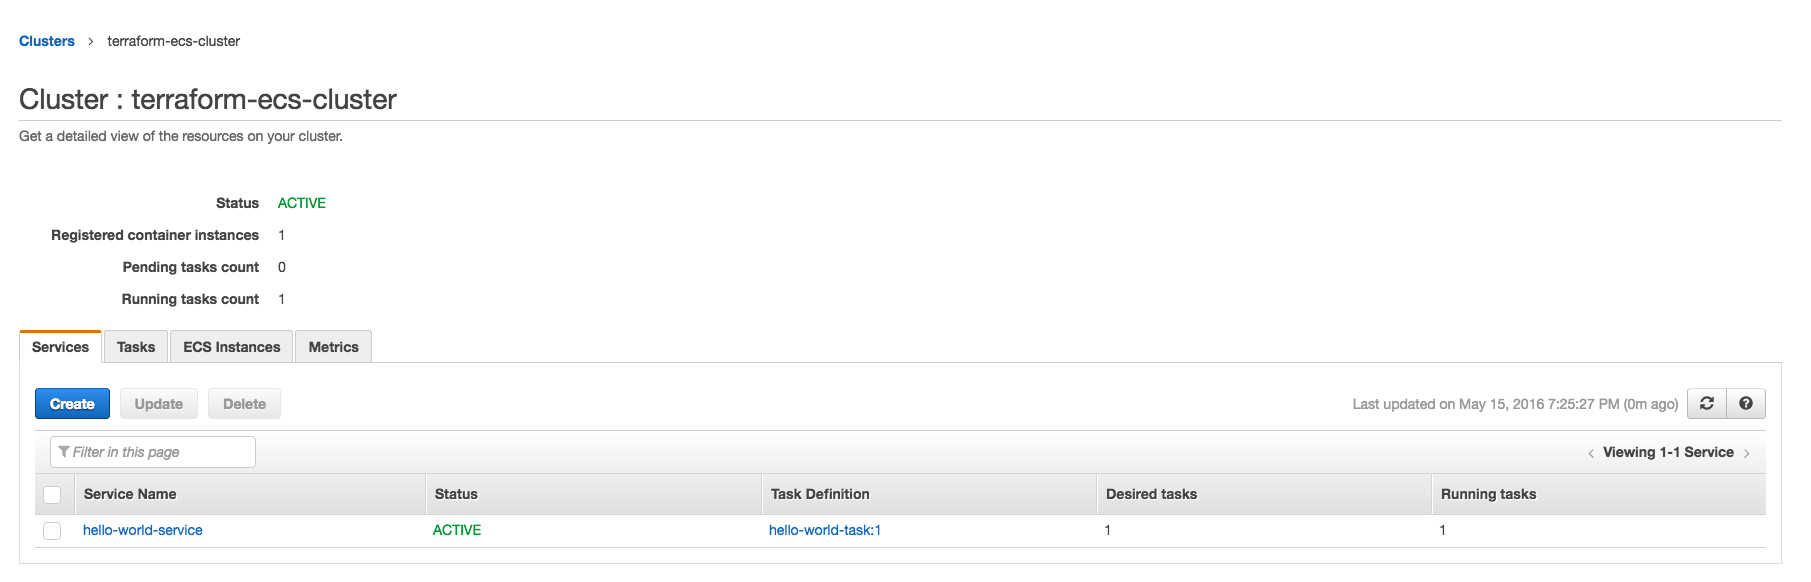 Clusters > terraform-ecs-cluster
Cluster : terraform-ecs-cluster
Get a detailed view of the resources on your cluster.
Status ACTIVE
Registered container instances 1
Pending tasks count 0
Running tasks count 1
Services Tasks ECS Instances Metrics
Create Update Delete Last updated on May 15, 2016 7:25:27 PM (0m ago)
Filter in this page < Viewing 1-1 Service >
Service Name Status Task Definition Desired tasks Running tasks
hello-world-service ACTIVE hello-world-task:1 1 1